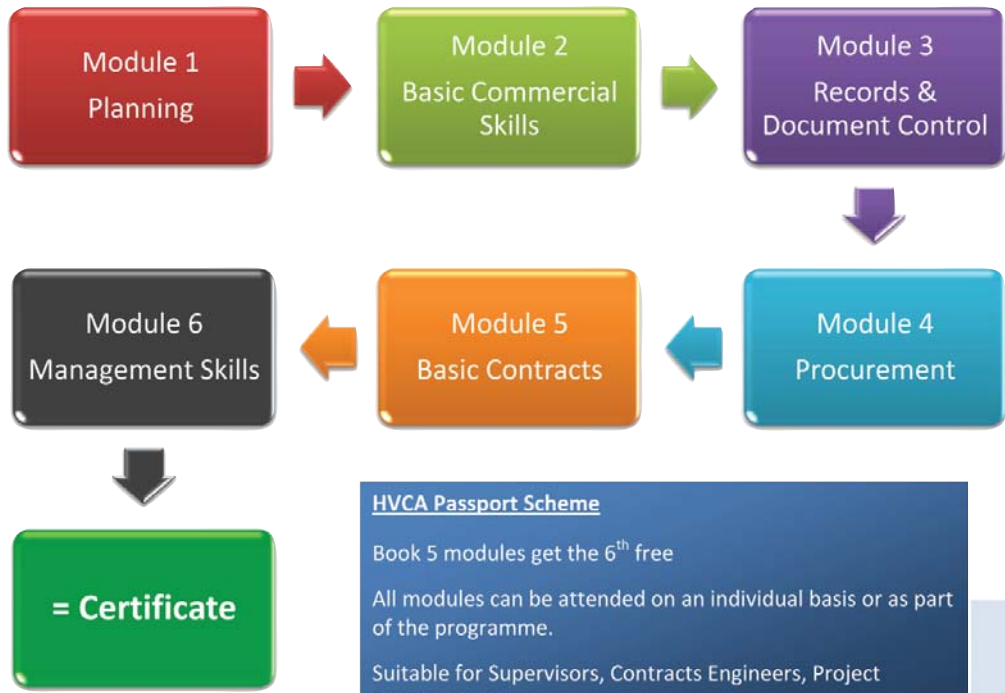 Module 1
Planning
Module 2
Basic Commercial
Skills
Module 3
Records &
Document Control
Module 4
Procurement
Module 5
Basic Contracts
Module 6
Management Skills
= Certificate
HVCA Passport Scheme
Book 5 modules get the 6th free
All modules can be attended on an individual basis or as part
of the programme.
Suitable for Supervisors, Contracts Engineers, Project